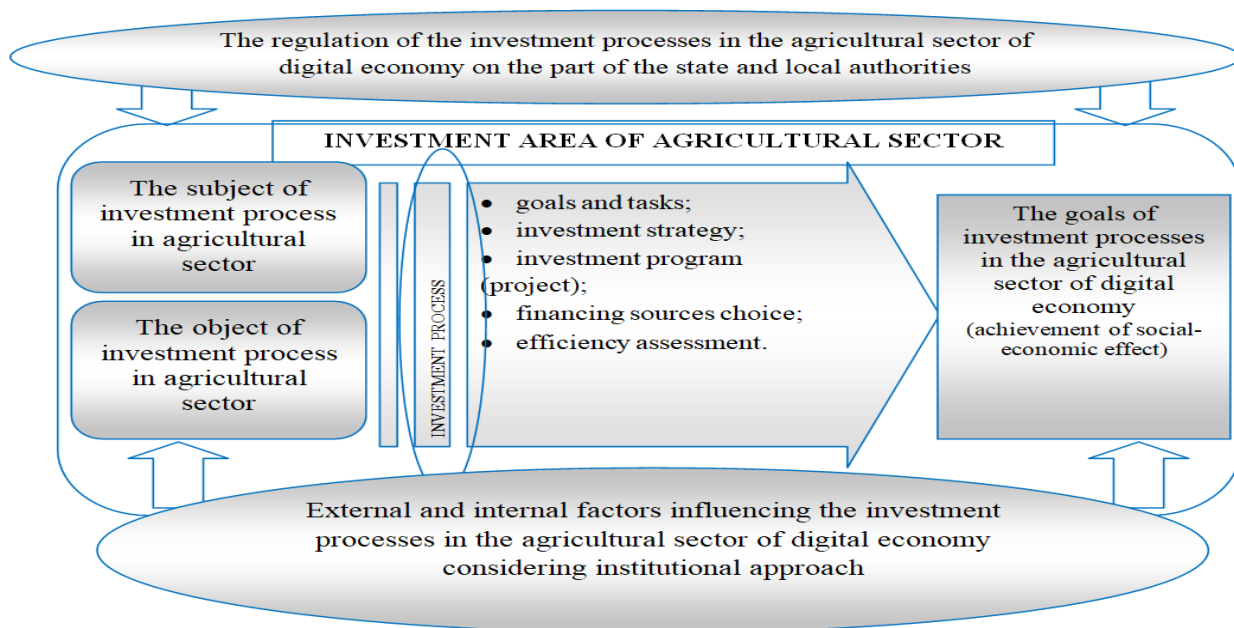 The regulation of the investment processes in the agricultural sector of
digital economy on the part of the state and local authorities
INVESTMENT AREA OF AGRICULTURAL SECTOR
The subject of
investment process
in agricultural
sector
The object of
investment process
in agricultural
sector
INVESTMENT PROCESS
• goals and tasks;
• investment strategy;
• investment program
(project);
• financing sources choice;
• efficiency assessment.
The goals of
investment processes
in the agricultural
sector of digital
economy
(achievement of social-
economic effect)
External and internal factors influencing the investment
processes in the agricultural sector of digital economy
considering institutional approach